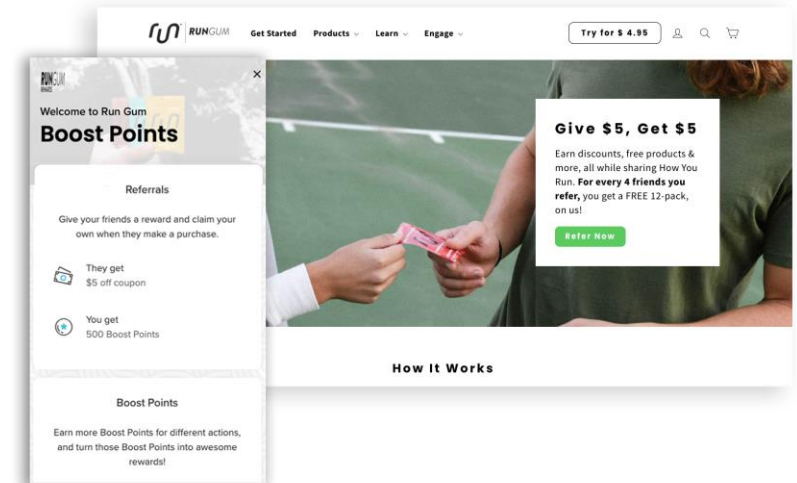 RUNGUM
Get Started
Products
Learn
Engage
Try for $ 4.95
RUNGUM
REWARDS
Welcome to Run Gum
Boost Points
Referrals
Give your friends a reward and claim your
own when they make a purchase.
They get
$5 off coupon
You get
500 Boost Points
Boost Points
Earn more Boost Points for different actions,
and turn those Boost Points into awesome
rewards!
Give $5, Get $5
Earn discounts, free products &
more, all while sharing How You
Run. For every 4 friends you
refer, you get a FREE 12-pack,
on us!
Refer Now
How It Works